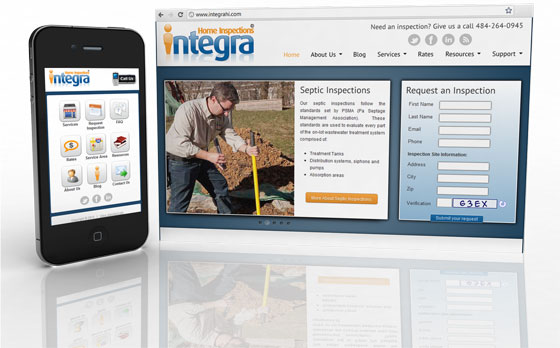 Home Inspections
integra
Call Us
Services
Request Inspection
FAQ
Rates
Service Area
Resources
About Us
Blog
Contact Us
www.integrahi.com
Need an inspection? Give us a call 484-264-0945
Home Inspections
integra
Home
About Us
Blog
Services
Rates
Resources
Support
Septic Inspections
Our septic inspections follow the
standards set by PSMA (Pa Septage
Management Association). These
standards are used to evaluate every part
of the on-lot wastewater treatment system
comprised of:
Treatment Tanks
Distribution systems, siphons and
pumps
Absorption areas
More About Septic Inspections
Request an Inspection
First Name
Last Name
Email
Phone
Inspection Site Information:
Address
City
Zip
Verification
G3EX
Submit your request